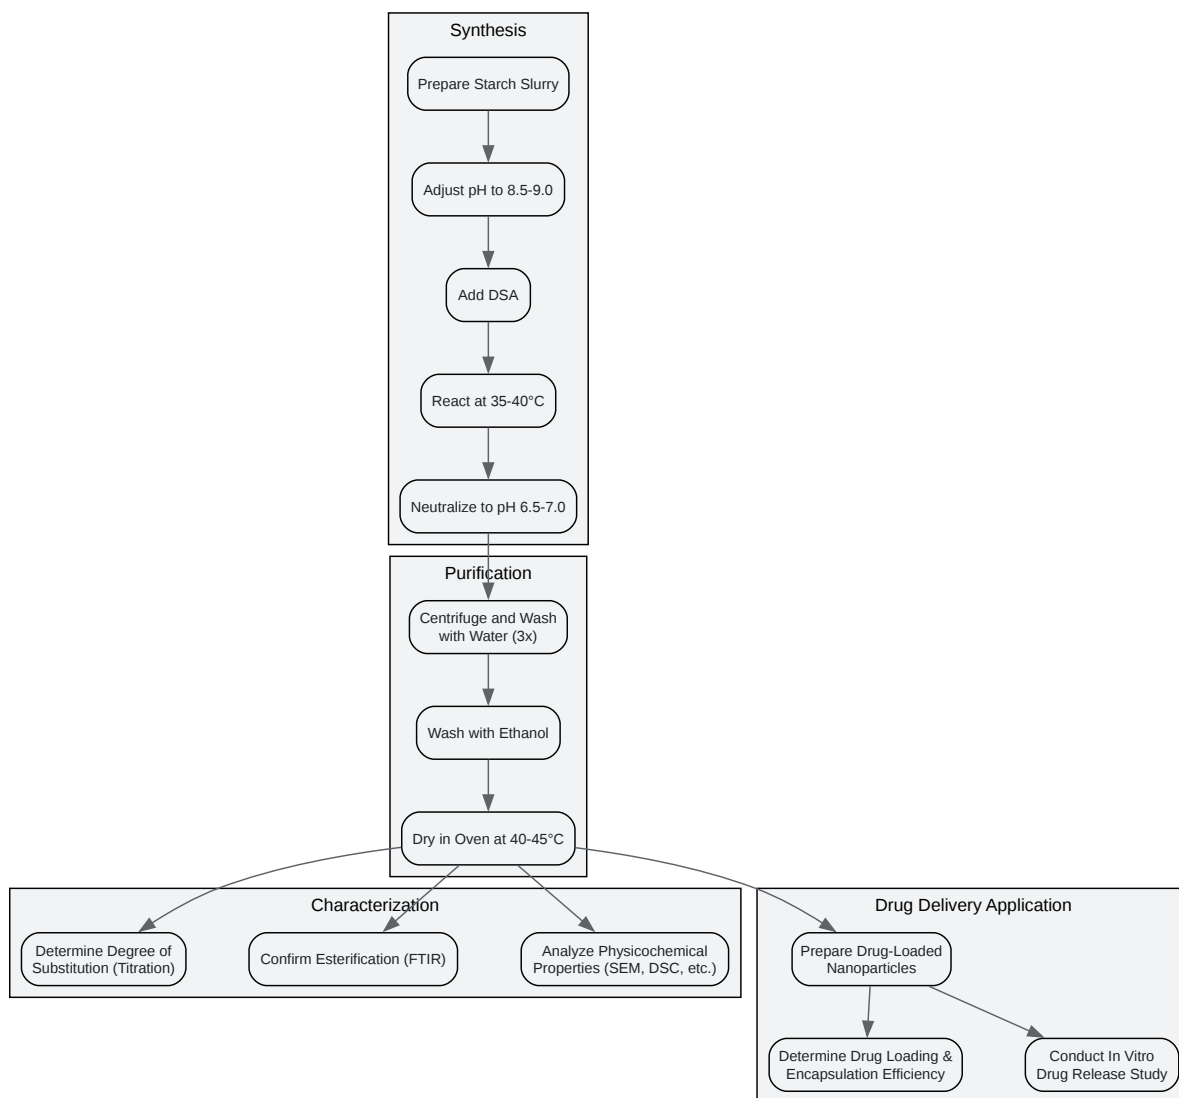 Synthesis
Prepare Starch Slurry
Adjust pH to 8.5-9.0
Add DSA
React at 35-40°C
Neutralize to pH 6.5-7.0
Purification
Centrifuge and Wash
with Water (3x)
Wash with Ethanol
Dry in Oven at 40-45°C
Characterization
Determine Degree of
Substitution (Titration)
Confirm Esterification (FTIR)
Analyze Physicochemical
Properties (SEM, DSC, etc.)
Drug Delivery Application
Prepare Drug-Loaded
Nanoparticles
Determine Drug Loading &
Encapsulation Efficiency
Conduct In Vitro
Drug Release Study